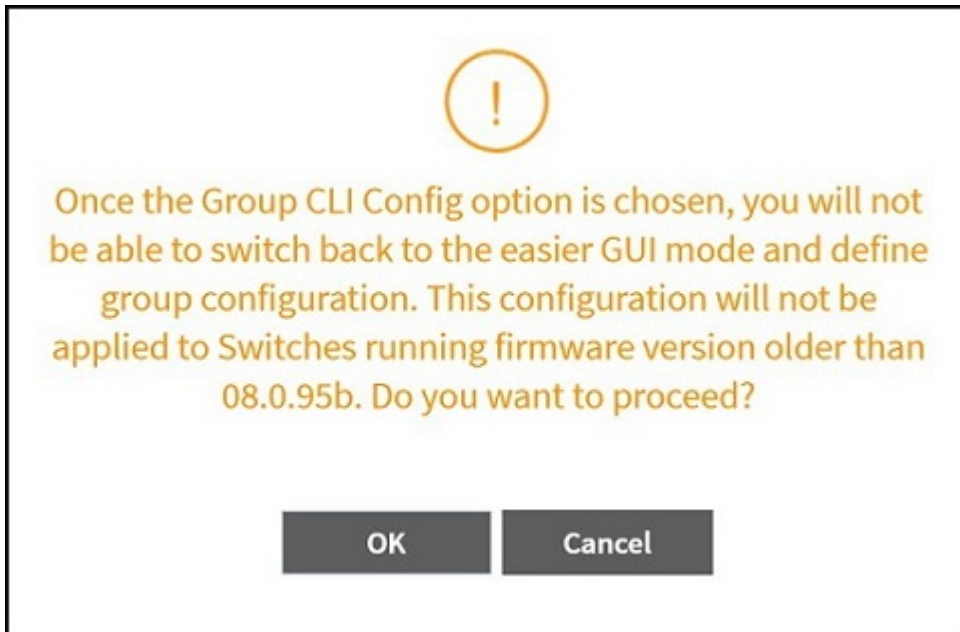 !
Once the Group CLI Config option is chosen, you will not
be able to switch back to the easier GUI mode and define
group configuration. This configuration will not be
applied to Switches running firmware version older than
08.0.95b. Do you want to proceed?
OK Cancel